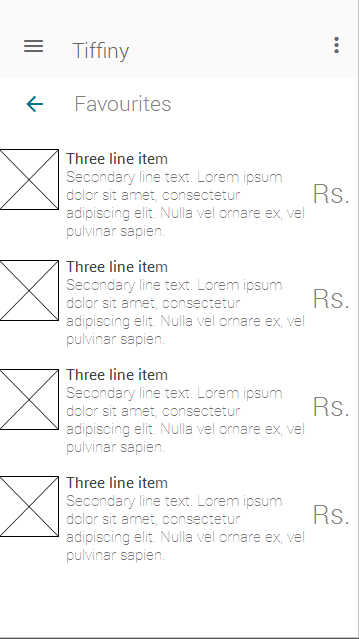 Tiffiny
Favourites
Three line item
Secondary line text. Lorem ipsum
dolor sit amet, consectetur
adipiscing elit. Nulla vel ornare ex, vel
pulvinar sapien.
Rs.
Three line item
Secondary line text. Lorem ipsum
dolor sit amet, consectetur
adipiscing elit. Nulla vel ornare ex, vel
pulvinar sapien.
Rs.
Three line item
Secondary line text. Lorem ipsum
dolor sit amet, consectetur
adipiscing elit. Nulla vel ornare ex, vel
pulvinar sapien.
Rs.
Three line item
Secondary line text. Lorem ipsum
dolor sit amet, consectetur
adipiscing elit. Nulla vel ornare ex, vel
pulvinar sapien.
Rs.